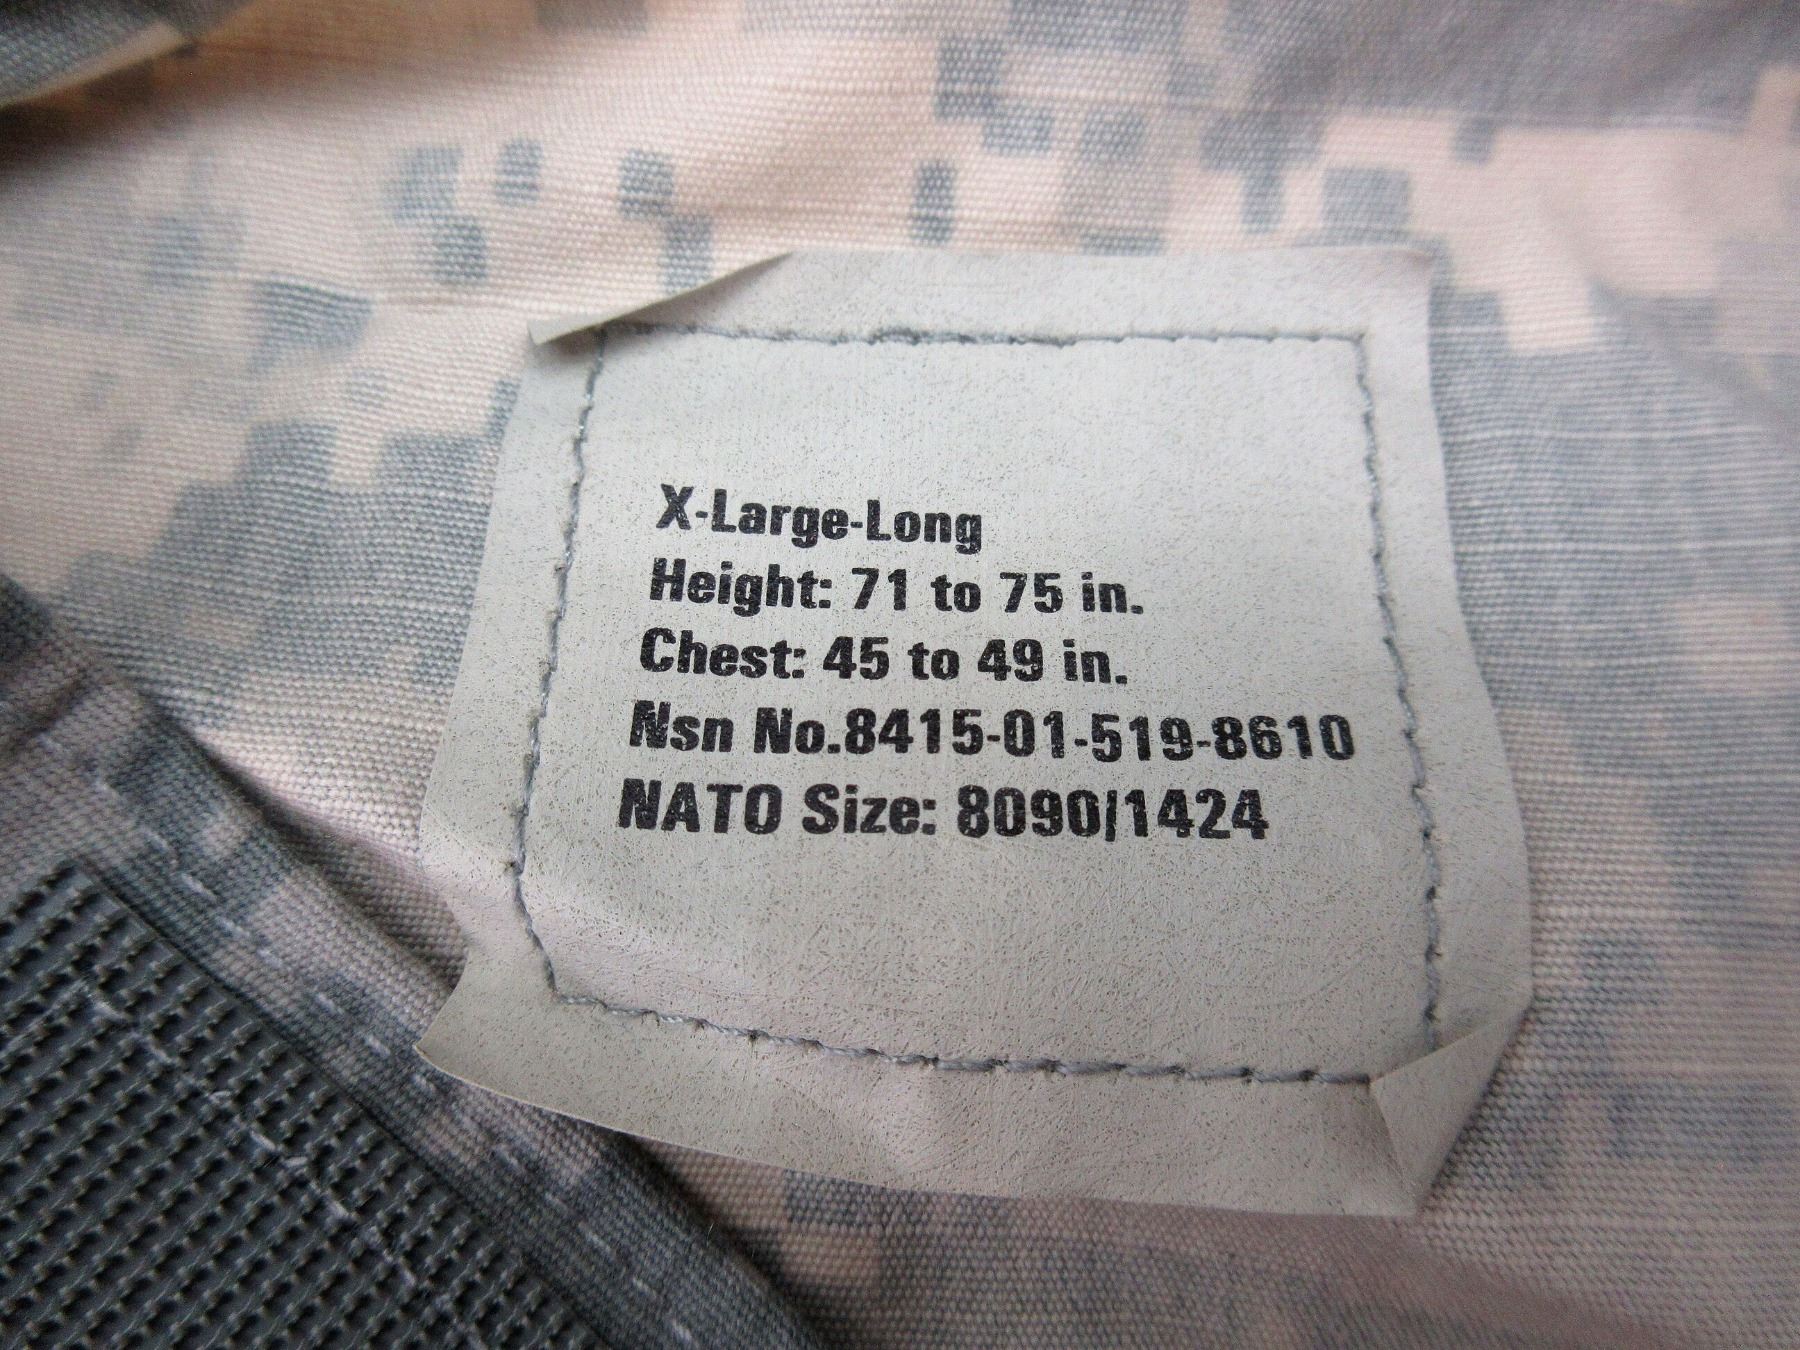 X-Large-Long
Height: 71 to 75 in.
Chest: 45 to 49 in.
Nsn No.8415-01-519-8610
NATO Size: 8090/1424